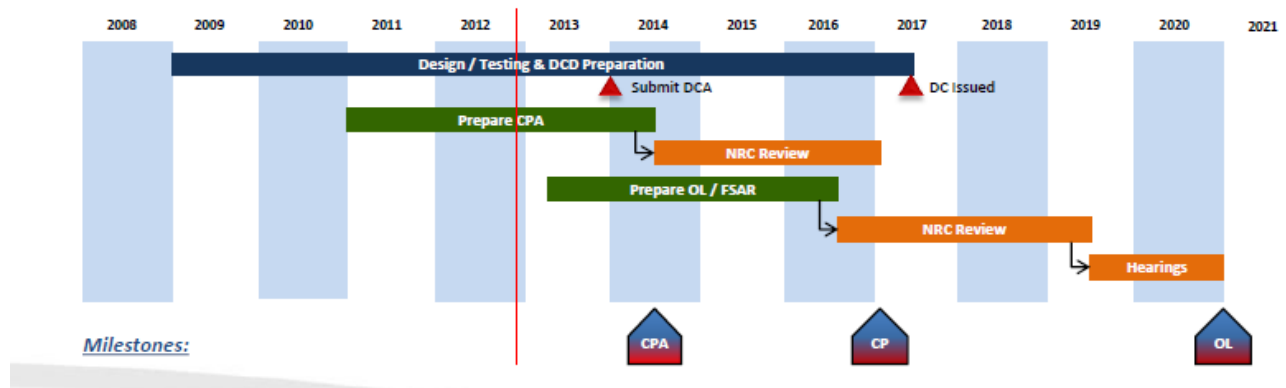 2008 2009 2010 2011 2012 2013 2014 2015 2016 2017 2018 2019 2020 2021
Design / Testing & DCD Preparation
Submit DCA DC Issued
Prepare CPA
NRC Review
Prepare OL / FSAR
NRC Review
Hearings
Milestones: CPA CP OL